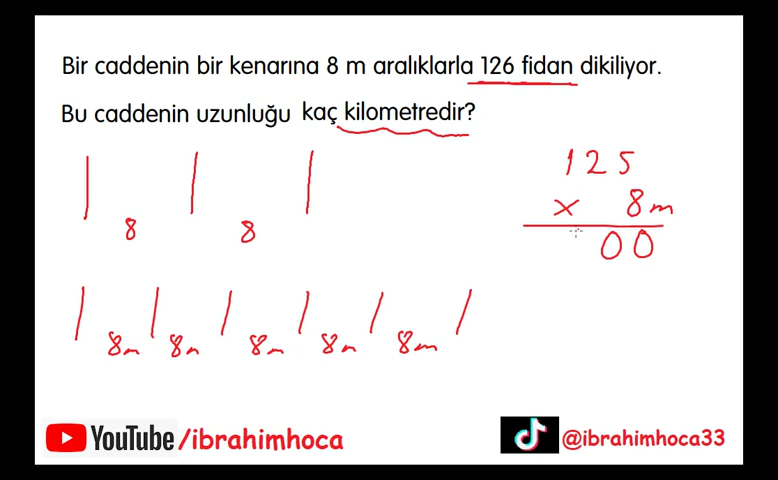 Bir caddenin bir kenarına 8 m aralıklarla 126 fidan dikiliyor.
Bu caddenin uzunluğu kaç kilometredir?
125
x 8m
00
8 8
8m 8m 8m 8m 8m
YouTube/ibrahimhoca
@ibrahimhoca33